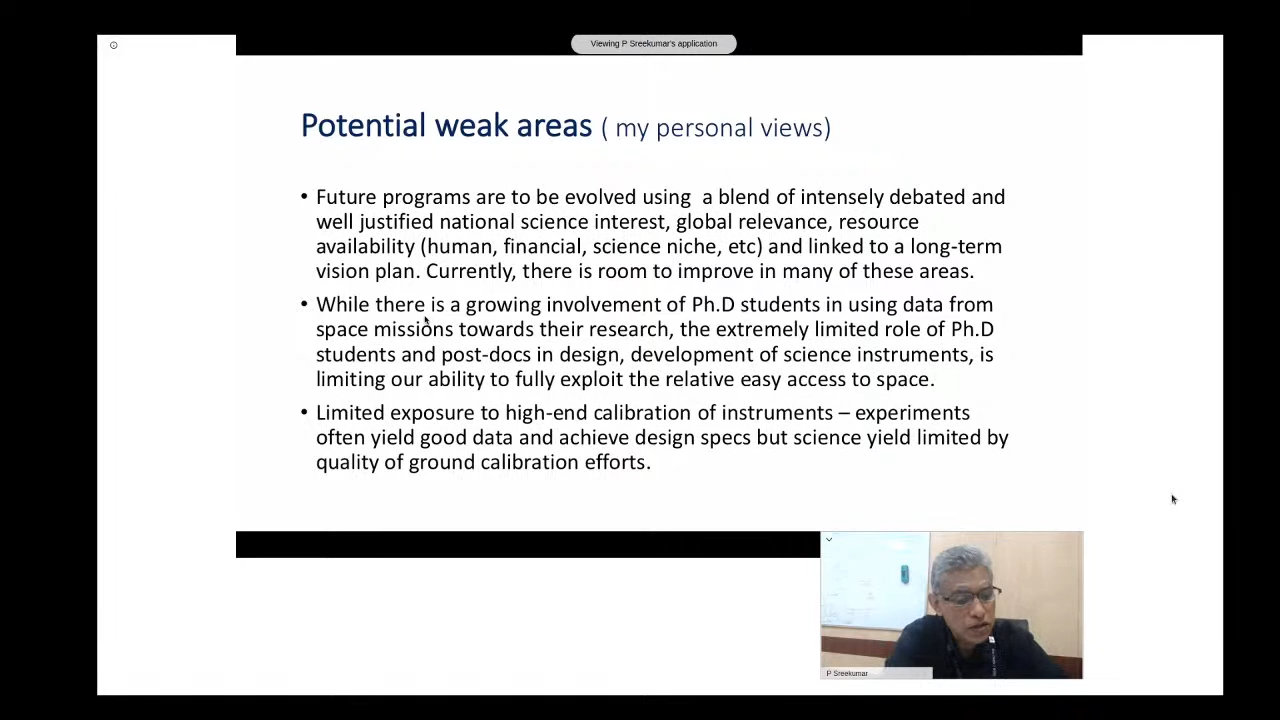 Viewing P Sreekumar's application
Potential weak areas ( my personal views)
• Future programs are to be evolved using  a blend of intensely debated and
well justified national science interest, global relevance, resource
availability (human, financial, science niche, etc) and linked to a long-term
vision plan. Currently, there is room to improve in many of these areas.
• While there is a growing involvement of Ph.D students in using data from
space missions towards their research, the extremely limited role of Ph.D
students and post-docs in design, development of science instruments, is
limiting our ability to fully exploit the relative easy access to space.
• Limited exposure to high-end calibration of instruments – experiments
often yield good data and achieve design specs but science yield limited by
quality of ground calibration efforts.
P Sreekumar